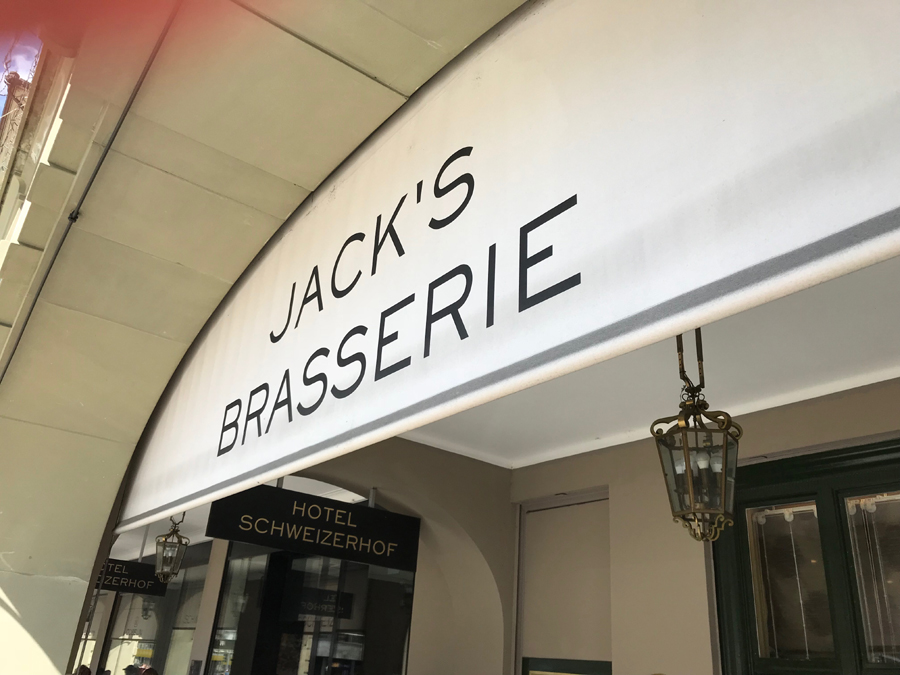 JACK'S
BRASSERIE
HOTEL
SCHWEIZERHOF